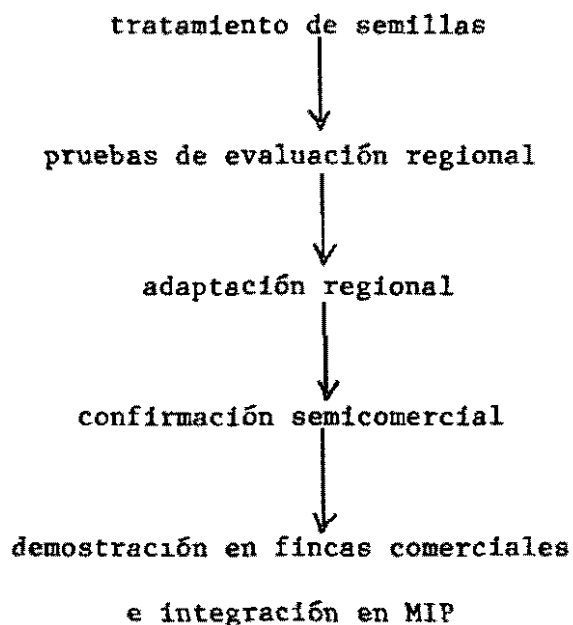 tratamiento de semillas
pruebas de evaluación regional
adaptación regional
confirmación semicomercial
demostración en fincas comerciales
e integración en MIP